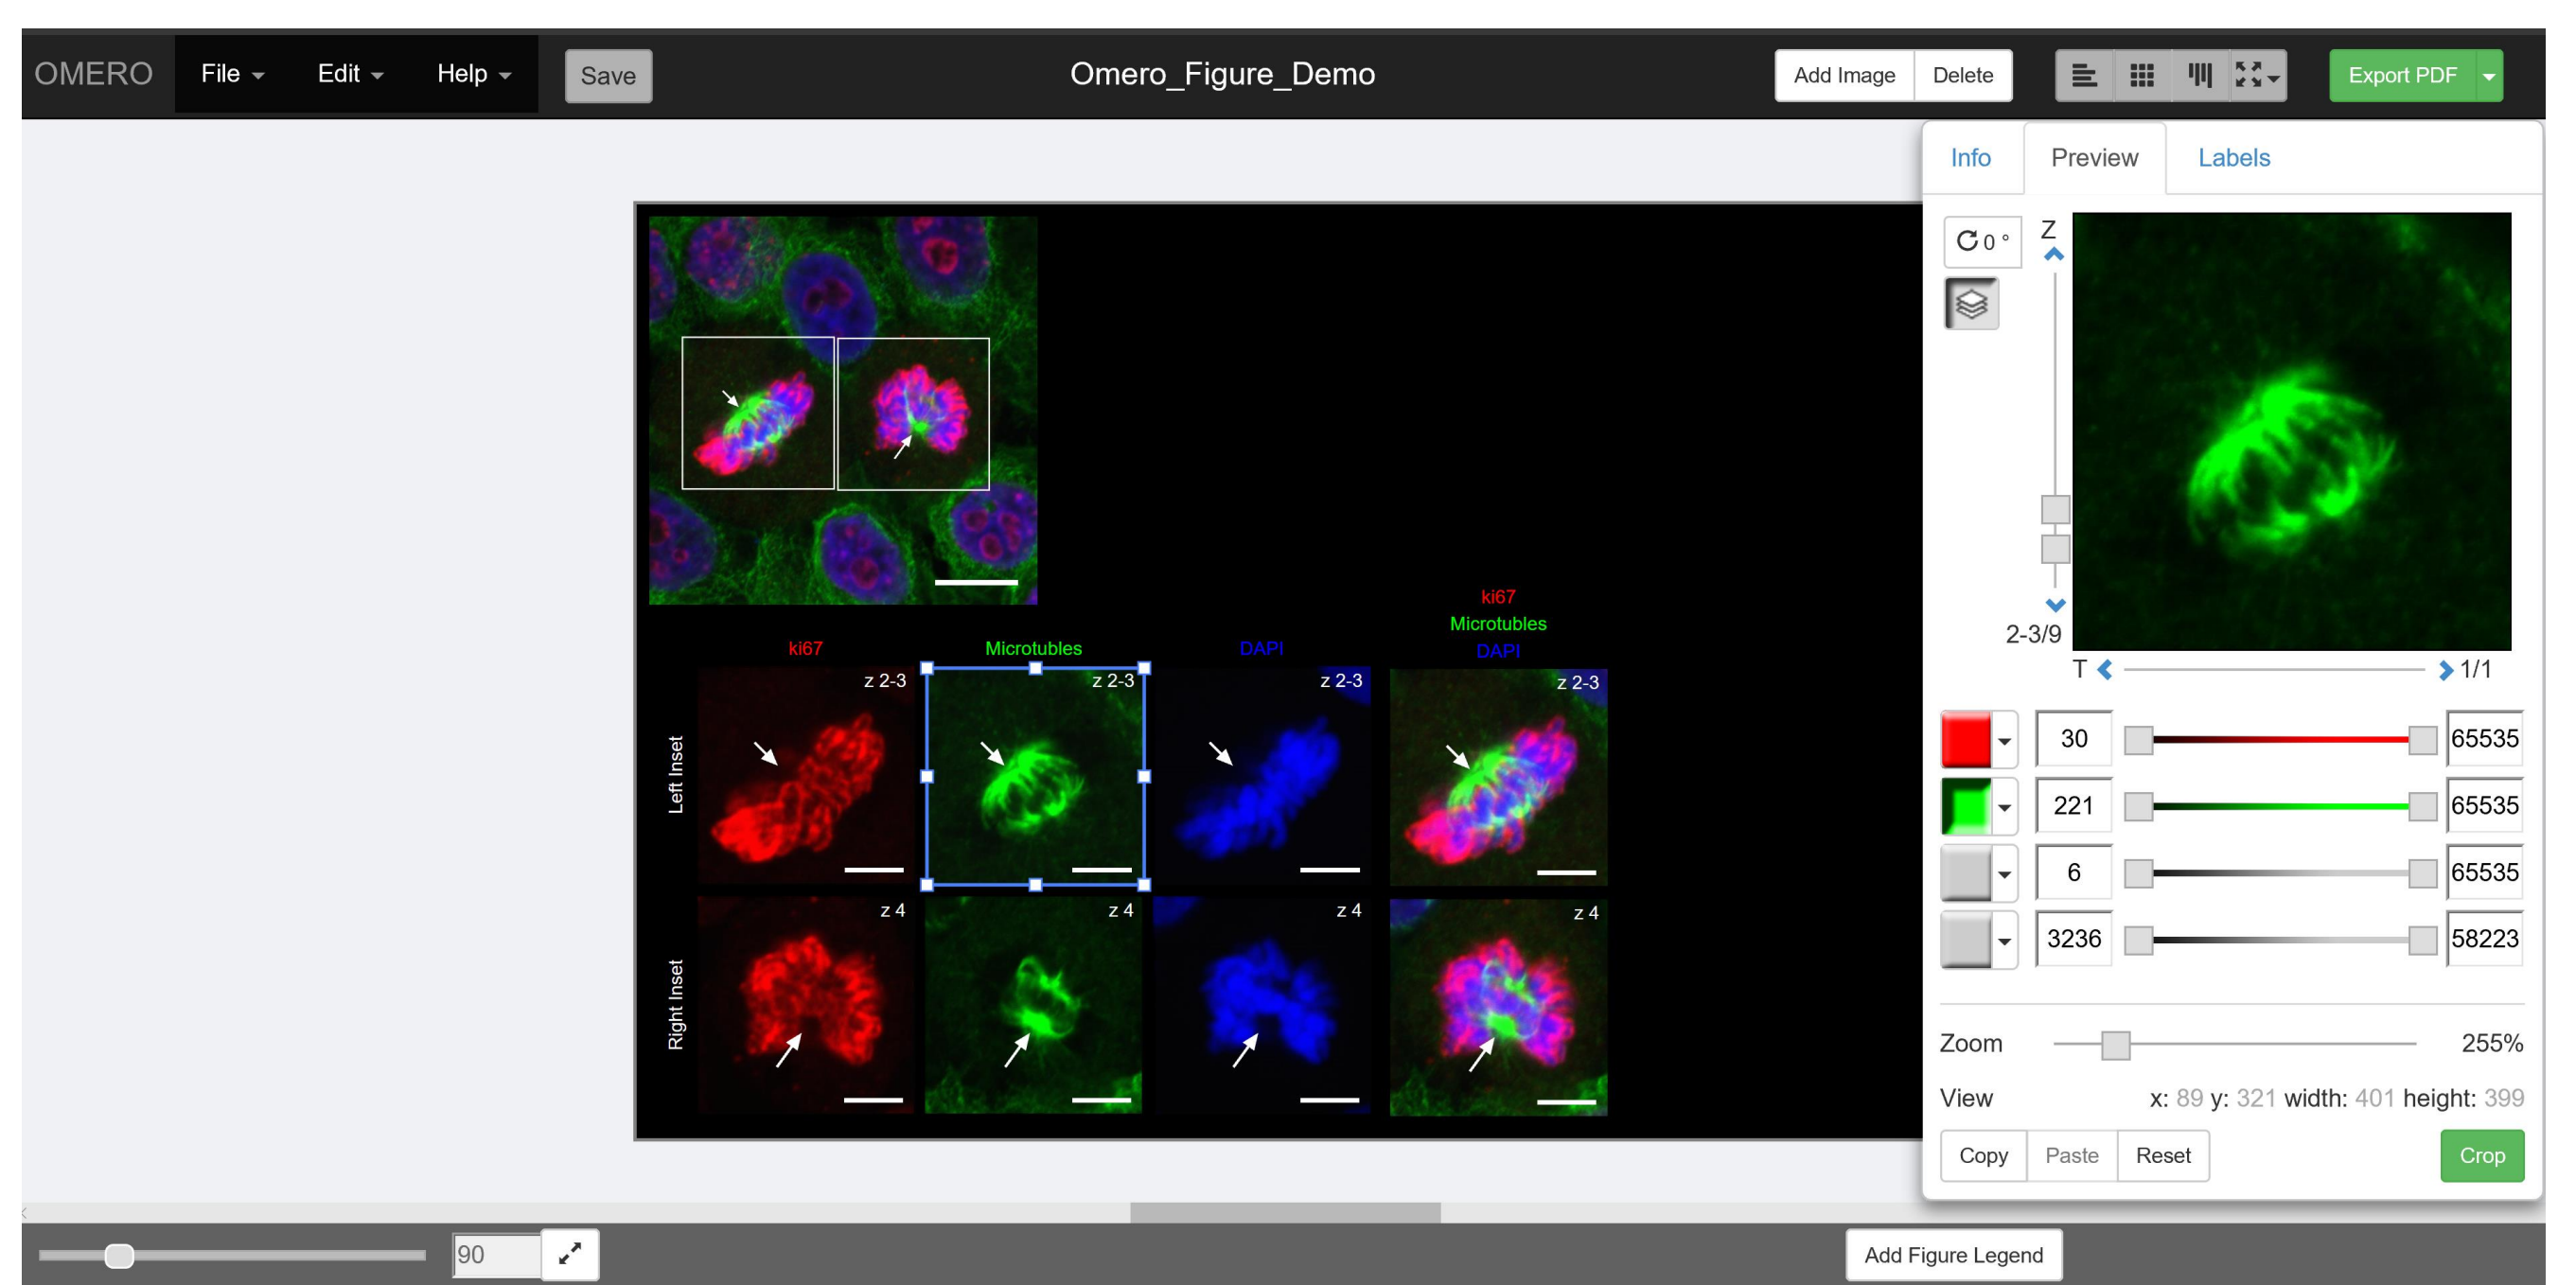 OMERO File Edit Help Save Omero_Figure_Demo Add Image Delete Export PDF
Info Preview Labels
0 °
Z
2-3/9
T 1/1
ki67
Microtubles
DAPI
ki67 Microtubles DAPI
Left Inset
z 2-3 z 2-3 z 2-3 z 2-3
Right Inset
z 4 z 4 z 4 z 4
30 65535
221 65535
6 65535
3236 58223
Zoom 255%
View x: 89 y: 321 width: 401 height: 399
Copy Paste Reset Crop
90 Add Figure Legend